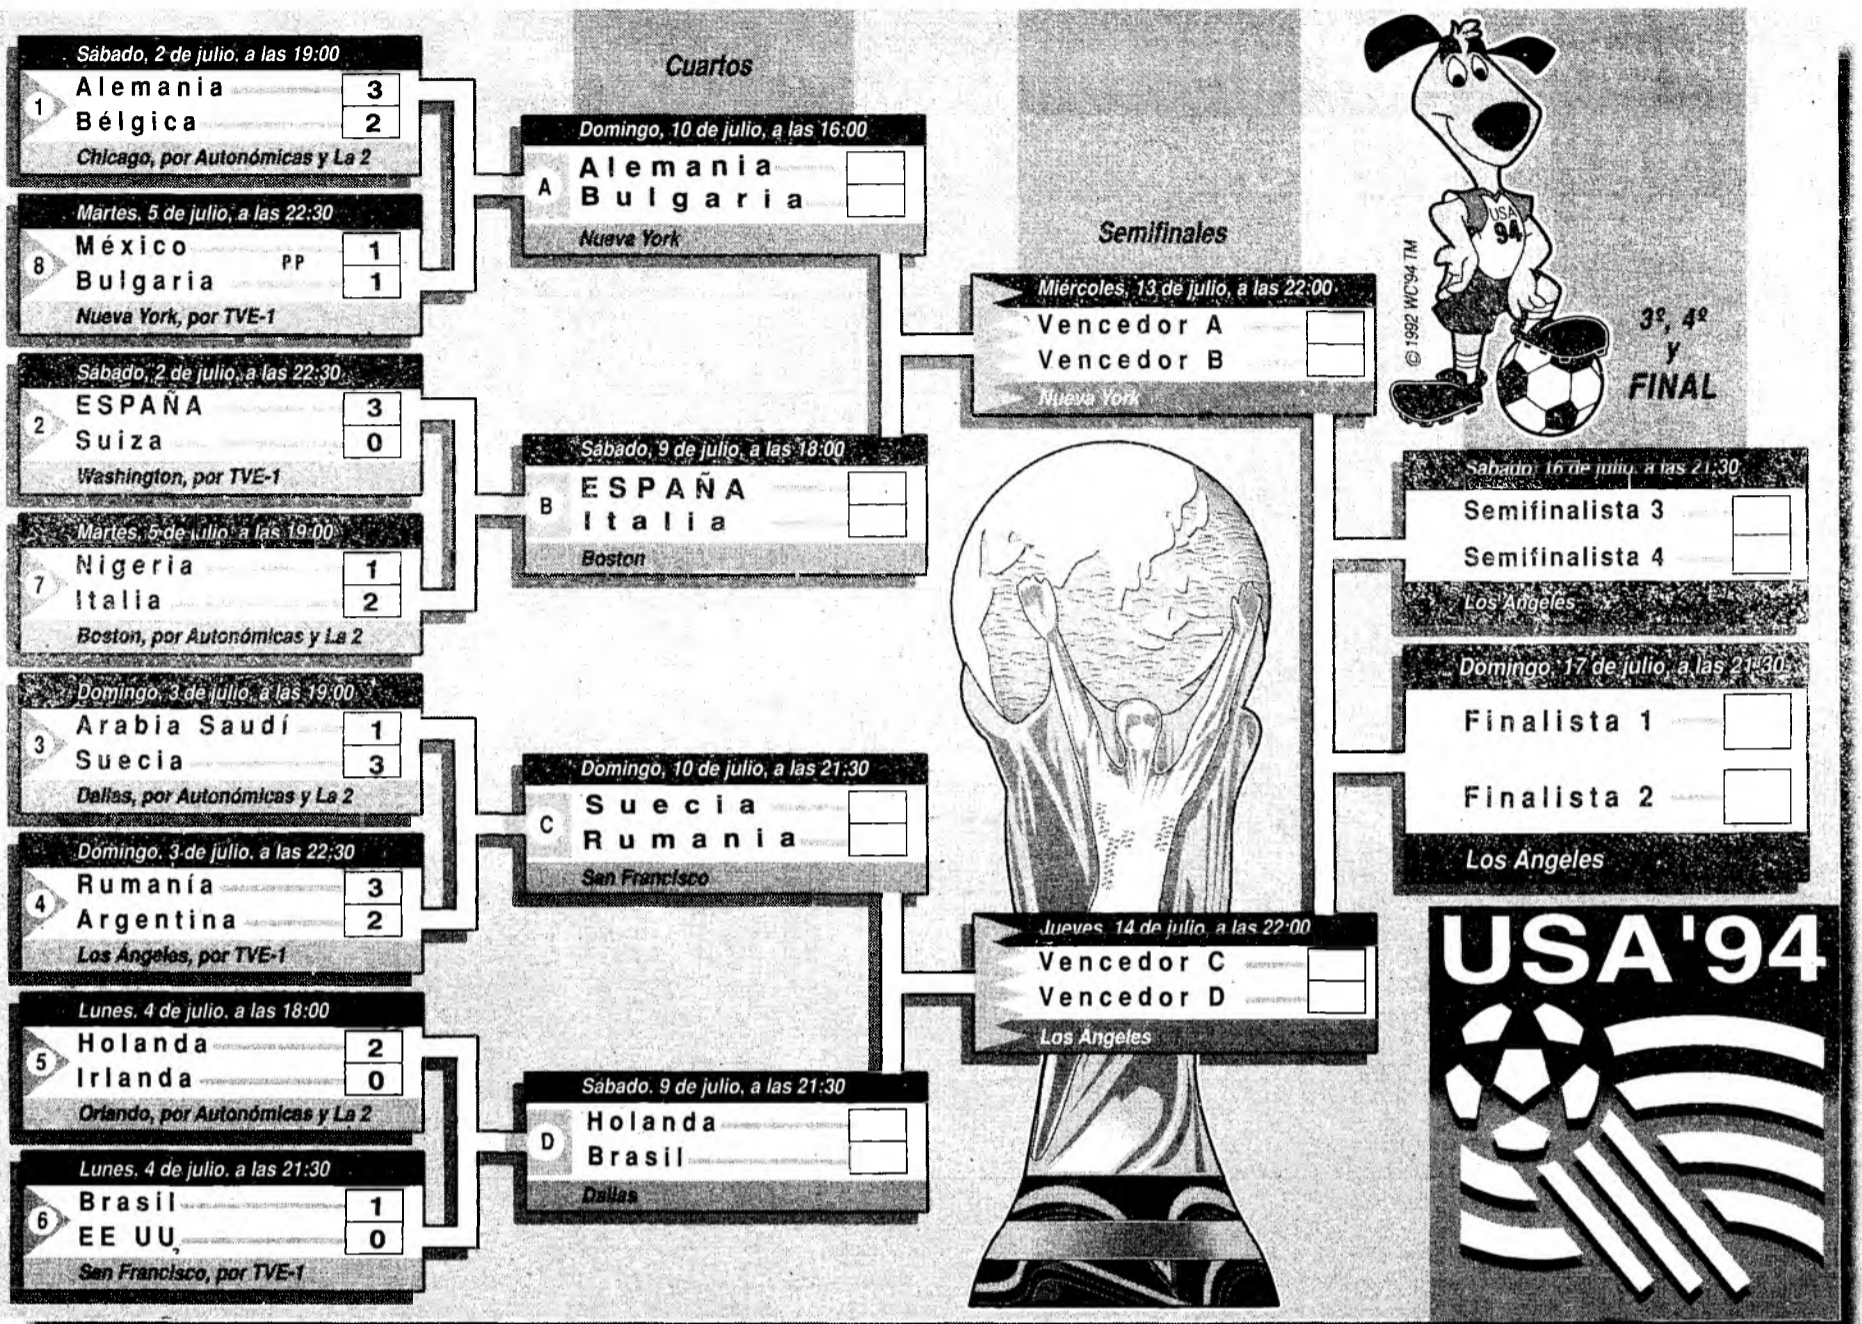 Sábado, 2 de julio. a las 19:00
1
Alemania 3
Bélgica 2
Chicago, por Autonómicas y La 2
Martes. 5 de julio, a las 22:30
8
México 1
PP
Bulgaria 1
Nueva York, por TVE-1
Sábado, 2 de julio. a las 22:30
2
ESPAÑA 3
Suiza 0
Washington, por TVE-1
Martes, 5 de julio a las 19:00
7
Nigeria 1
Italia 2
Boston, por Autonómicas y La 2
Domingo, 3 de julio, a las 19:00
3
Arabia Saudí 1
Suecia 3
Dallas, por Autonómicas y La 2
Domingo. 3 de julio. a las 22:30
4
Rumanía 3
Argentina 2
Los Ángeles, por TVE-1
Lunes. 4 de julio. a las 18:00
5
Holanda 2
Irlanda 0
Orlando, por Autonómicas y La 2
Lunes. 4 de julio. a las 21:30
6
Brasil 1
EE UU 0
San Francisco, por TVE-1
Cuartos
Domingo, 10 de julio, a las 16:00
A
Alemania
Bulgaria
Nueva York
Sábado, 9 de julio, a las 18:00
B
ESPAÑA
Italia
Boston
Domingo, 10 de julio, a las 21:30
C
Suecia
Rumania
San Francisco
Sábado. 9 de julio, a las 21:30
D
Holanda
Brasil
Dallas
Semifinales
Miércoles, 13 de julio, a las 22:00
Vencedor A
Vencedor B
Nueva York
Jueves, 14 de julio, a las 22:00
Vencedor C
Vencedor D
Los Angeles
USA
94
© 1992 WC'94 TM
3º, 4º
y
FINAL
Sábado, 16 de julio, a las 21:30
Semifinalista 3
Semifinalista 4
Los Angeles
Domingo, 17 de julio, a las 21:30
Finalista 1
Finalista 2
Los Angeles
USA'94